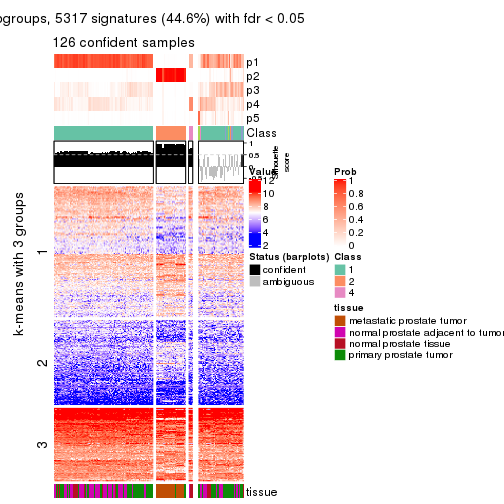 ogroups, 5317 signatures (44.6%) with fdr < 0.05
126 confident samples
p1
p2
p3
p4
p5
Class
1
0.5
0
Silhouette
score
k-means with 3 groups
1
2
3
Value
12
10
8
6
4
2
Prob
1
0.8
0.6
0.4
0.2
0
Status (barplots)
confident
ambiguous
Class
1
2
4
tissue
metastatic prostate tumor
normal prostate adjacent to tumor
normal prostate tissue
primary prostate tumor
tissue